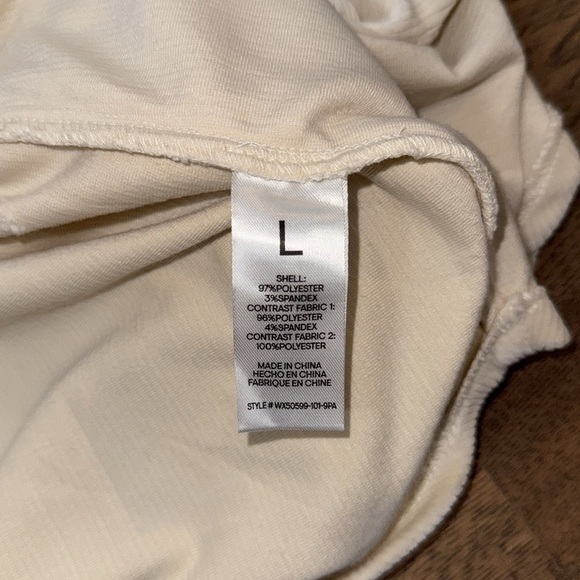 L
SHELL:
97%POLYESTER
3%SPANDEX
CONTRAST FABRIC 1:
96%POLYESTER
4%SPANDEX
CONTRAST FABRIC 2:
100%POLYESTER
MADE IN CHINA
HECHO EN CHINA
FABRIQUE EN CHINE
STYLE # WX50599-101-9PA